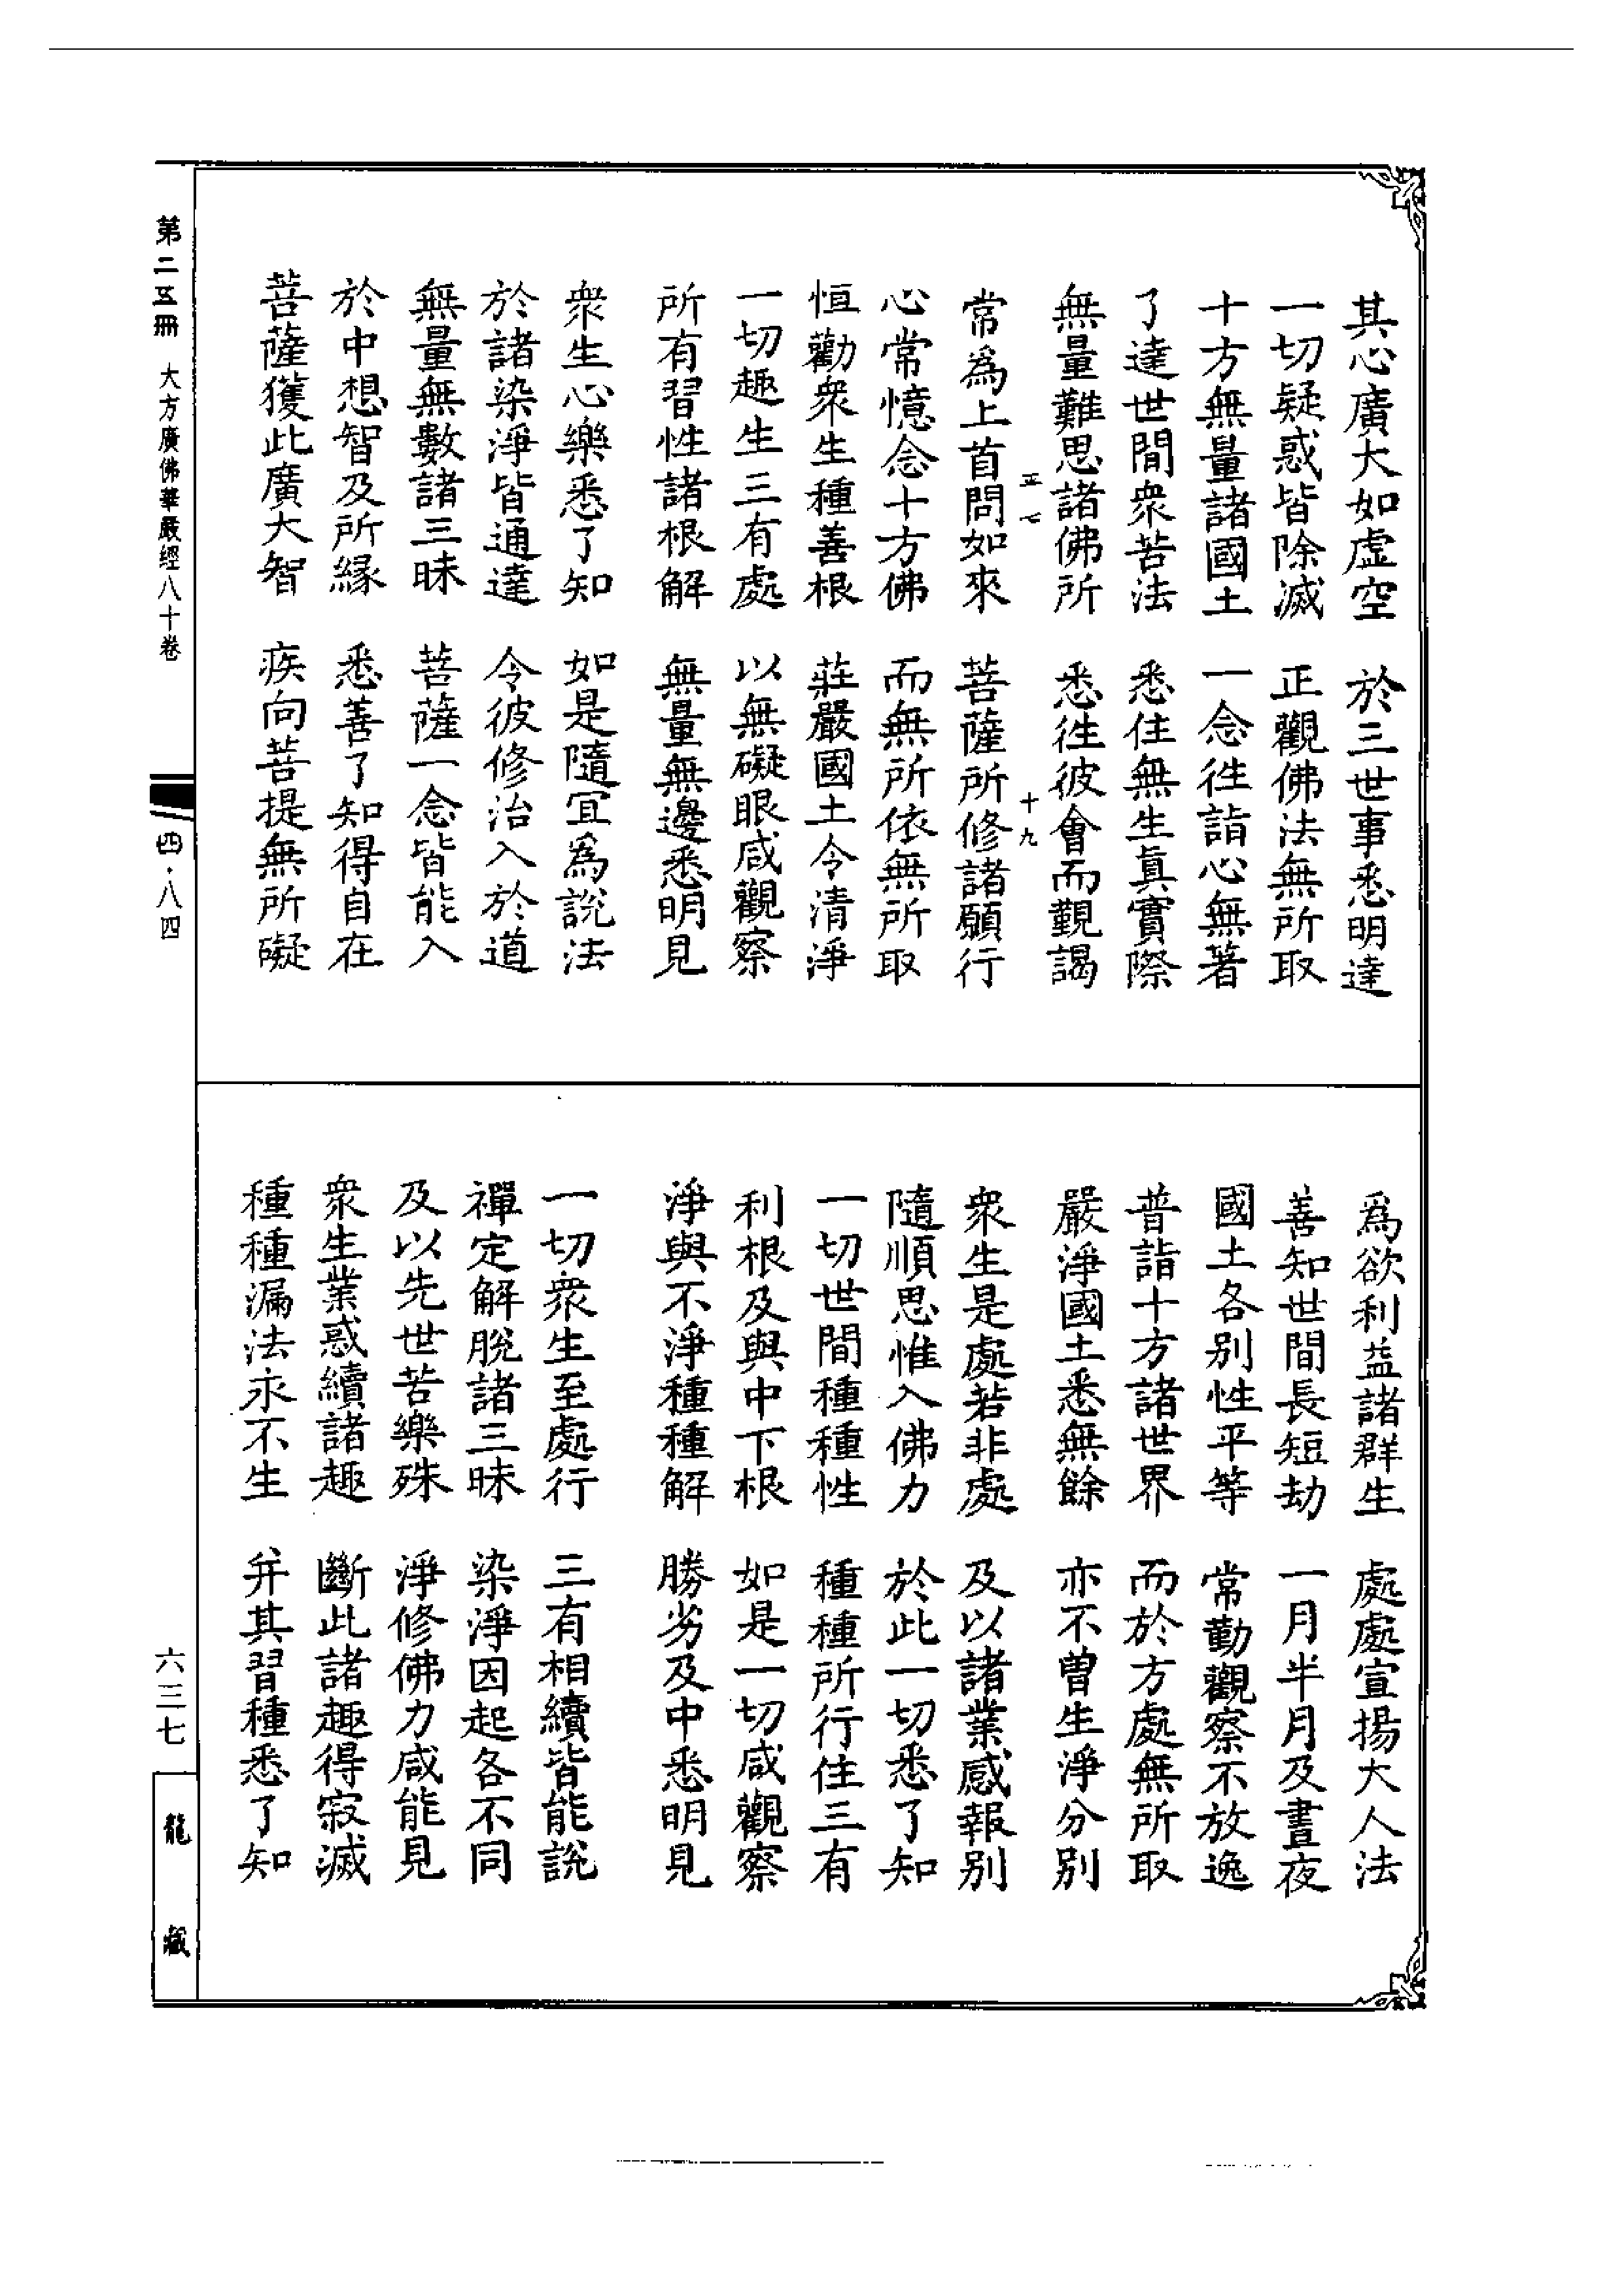 其心廣大如虛空　於三世事悉明達
一切疑惑皆除滅　正觀佛法無所取
十方無量諸國土　一念徃詣心無著
了達世間衆苦法　悉住無生真實際
無量難思諸佛所　悉徃彼會而覲謁
五七　十九
常爲上首問如來　菩薩所修諸願行
心常憶念十方佛　而無所依無所取
恒勸衆生種善根　莊嚴國土令清淨
一切趣生三有處　以無礙眼咸觀察
所有習性諸根解　無量無邊悉明見
衆生心樂悉了知　如是隨宜爲說法
於諸染淨皆通達　令彼修治入於道
無量無數諸三昧　菩薩一念皆能入
於中想智及所緣　悉善了知得自在
菩薩獲此廣大智　疾向菩提無所礙
爲欲利益諸群生　處處宣揚大人法
善知世間長短劫　一月半月及晝夜
國土各別性平等　常勤觀察不放逸
普詣十方諸世界　而於方處無所取
嚴淨國土悉無餘　亦不曾生淨分別
衆生是處若非處　及以諸業感報別
隨順思惟入佛力　於此一切悉了知
一切世間種種性　種種所行住三有
利根及與中下根　如是一切咸觀察
淨與不淨種種解　勝劣及中悉明見
一切衆生至處行　三有相續皆能說
禪定解脫諸三昧　染淨因起各不同
及以先世苦樂殊　淨修佛力咸能見
衆生業惑續諸趣　斷此諸趣得寂滅
種種漏法永不生　幷其習種悉了知
第二五冊　大方廣佛華嚴經八十卷
四·八四
六三七
龍藏